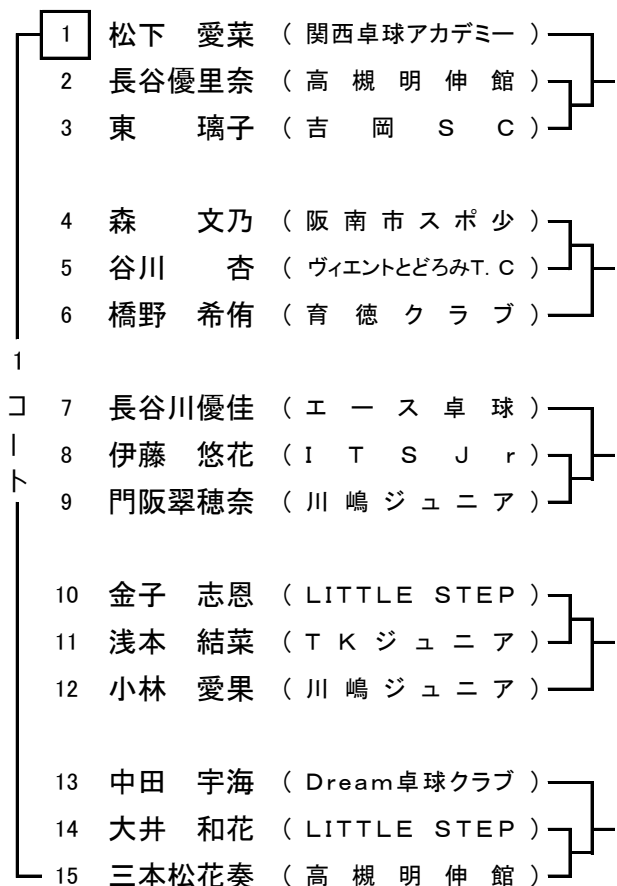 1 松下 愛菜 ( 関西卓球アカデミー )
2 長谷優里奈 ( 高槻明伸館 )
3 東 璃子 ( 吉岡SC )
4 森 文乃 ( 阪南市スポ少 )
5 谷川 杏 ( ヴィエントとどろみT.C )
6 橋野 希侑 ( 育徳クラブ )
1コート
7 長谷川優佳 ( エース卓球 )
8 伊藤 悠花 ( ITSJr )
9 門阪翠穂奈 ( 川嶋ジュニア )
10 金子 志恩 ( LITTLE STEP )
11 浅本 結菜 ( TKジュニア )
12 小林 愛果 ( 川嶋ジュニア )
13 中田 宇海 ( Dream卓球クラブ )
14 大井 和花 ( LITTLE STEP )
15 三本松花奏 ( 高槻明伸館 )